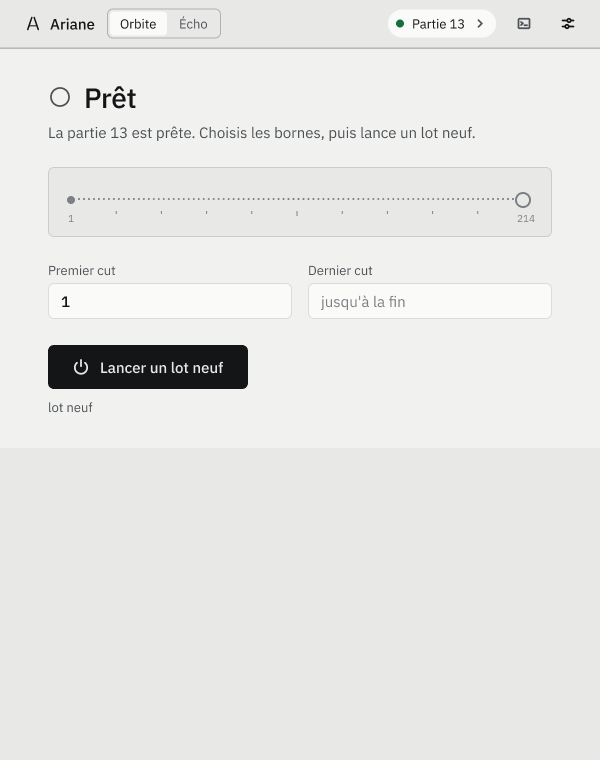 Ariane
Orbite
Écho
Partie 13
Prêt
La partie 13 est prête. Choisis les bornes, puis lance un lot neuf.
1
214
Premier cut
Dernier cut
1
jusqu'à la fin
Lancer un lot neuf
lot neuf